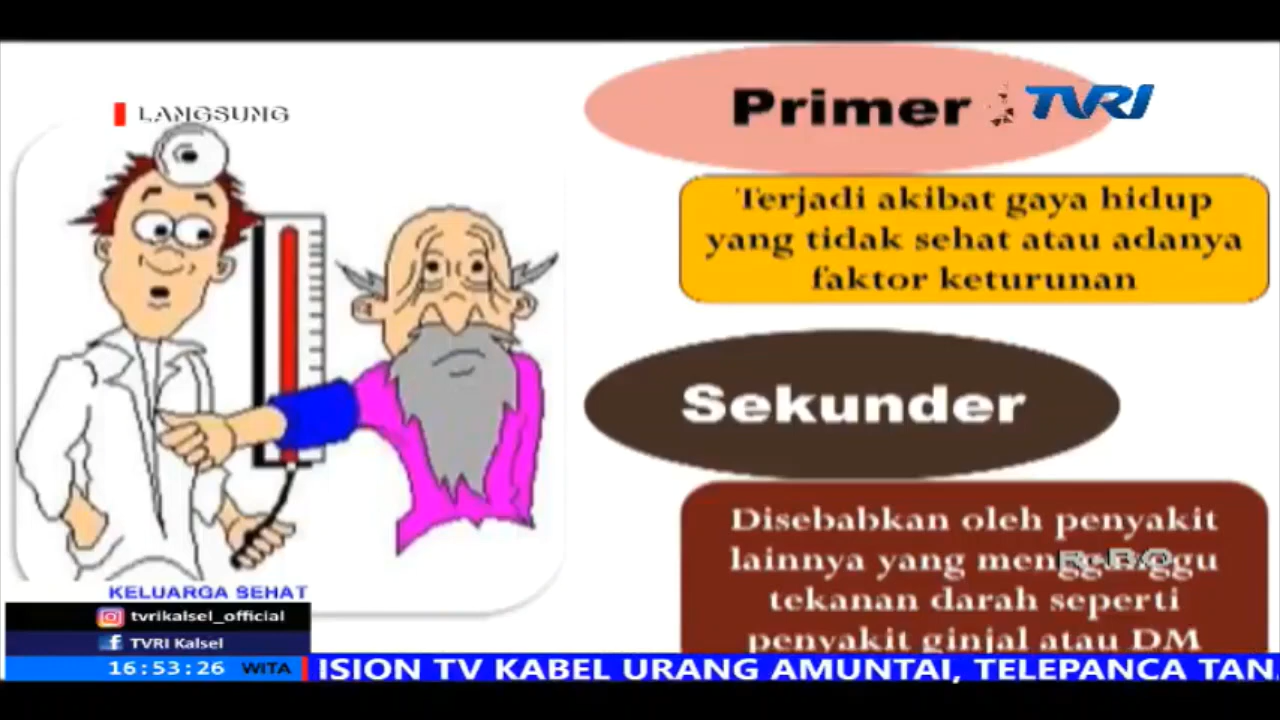 LANGSUNG
Primer
TVRI
Terjadi akibat gaya hidup
yang tidak sehat atau adanya
faktor keturunan
Sekunder
Disebabkan oleh penyakit
lainnya yang mengganggu
tekanan darah seperti
penyakit ginjal atau DM
KELUARGA SEHAT
tvrikalsel_official
TVRI Kalsel
16:53:26 WITA
ISION TV KABEL URANG AMUNTAI, TELEPANCA TAN